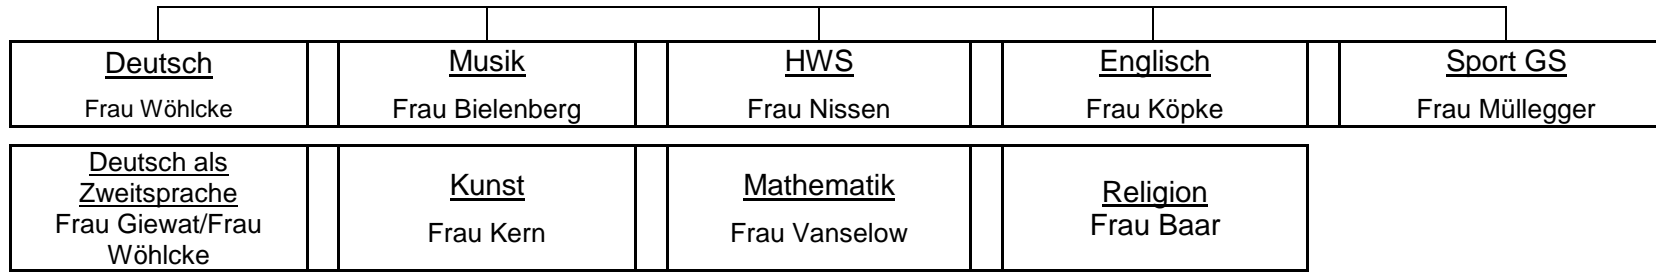 Deutsch
Frau Wöhlcke
Musik
Frau Bielenberg
HWS
Frau Nissen
Englisch
Frau Köpke
Sport GS
Frau Müllegger
Deutsch als
Zweitsprache
Frau Giewat/Frau
Wöhlcke
Kunst
Frau Kern
Mathematik
Frau Vanselow
Religion
Frau Baar